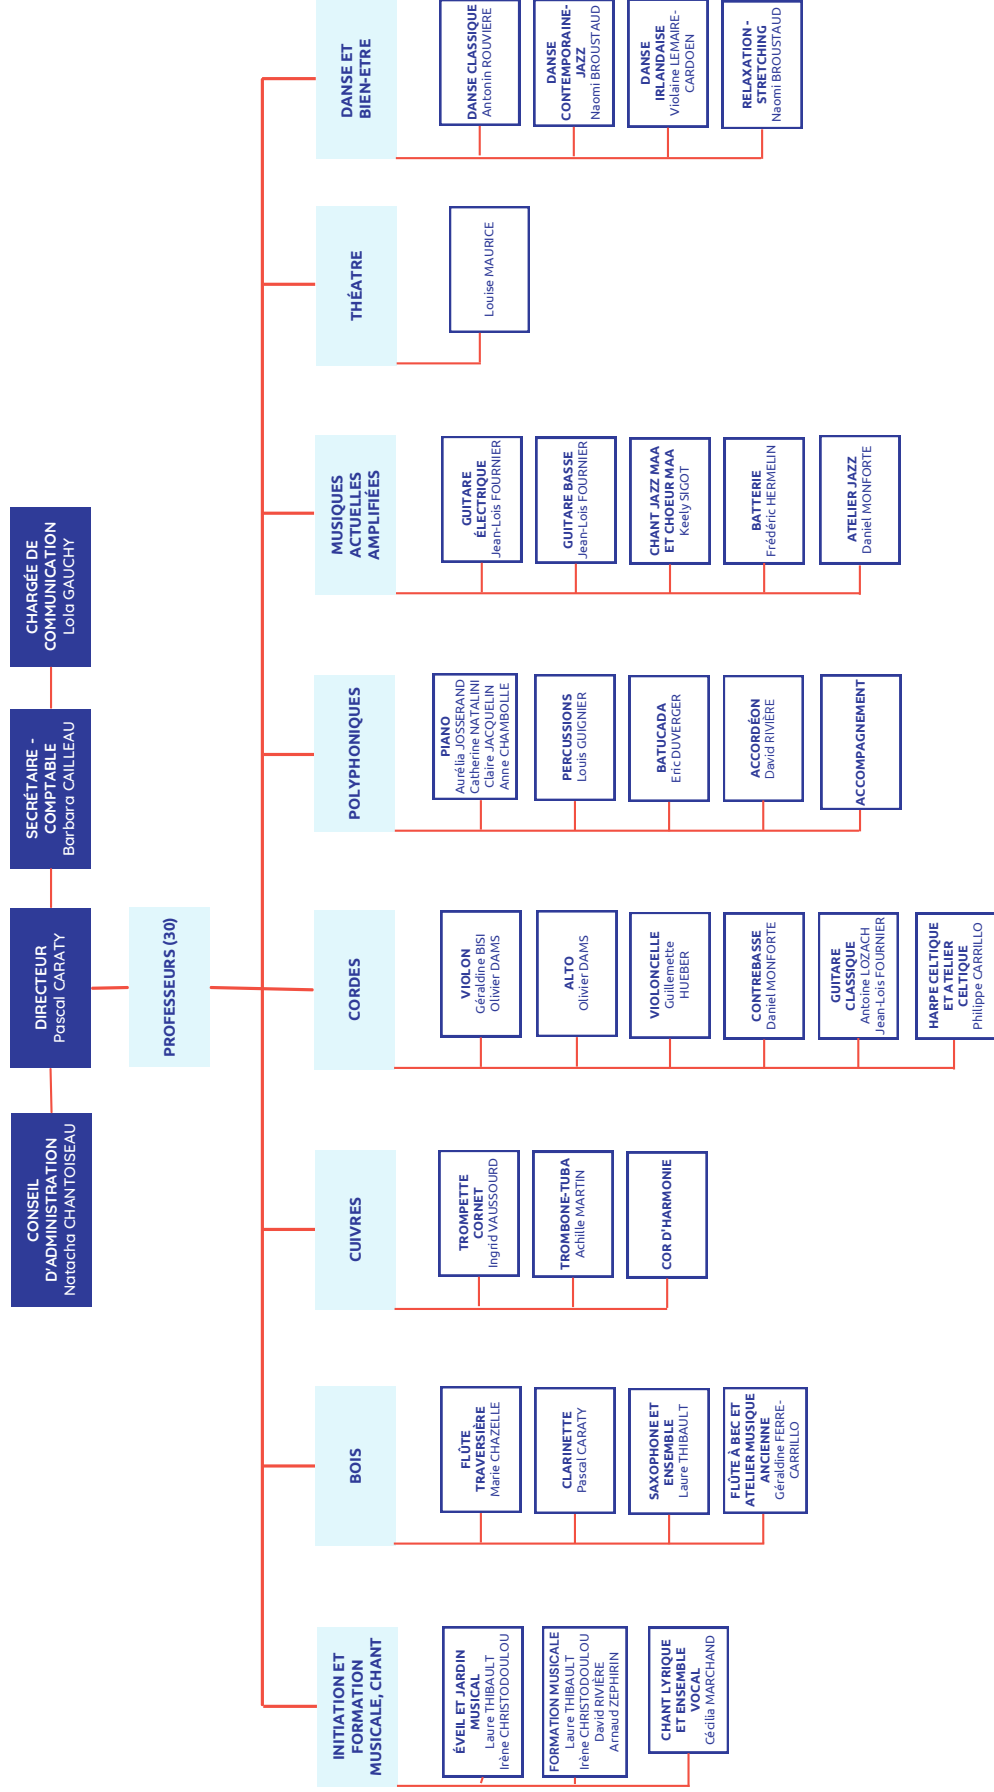 CONSEIL
D'ADMINISTRATION
Natacha CHANTOISEAU
DIRECTEUR
Pascal CARATY
SECRÉTAIRE -
COMPTABLE
Barbara CAILLEAU
CHARGÉE DE
COMMUNICATION
Lola GAUCHY
PROFESSEURS (30)
INITIATION ET
FORMATION
MUSICALE, CHANT
ÉVEIL ET JARDIN
MUSICAL
Laure THIBAULT
Irène CHRISTODOULOU
FORMATION MUSICALE
Laure THIBAULT
Irène CHRISTODOULOU
David RIVIÈRE
Arnaud ZEPHIRIN
CHANT LYRIQUE
ET ENSEMBLE
VOCAL
Cécilia MARCHAND
BOIS
FLÛTE
TRAVERSIÈRE
Marie CHAZELLE
CLARINETTE
Pascal CARATY
SAXOPHONE ET
ENSEMBLE
Laure THIBAULT
FLÛTE À BEC ET
ATELIER MUSIQUE
ANCIENNE
Géraldine FERRE-
CARRILLO
CUIVRES
TROMPETTE
CORNET
Ingrid VAUSSOURD
TROMBONE-TUBA
Achille MARTIN
COR D'HARMONIE
CORDES
VIOLON
Géraldine BISI
Olivier DAMS
ALTO
Olivier DAMS
VIOLONCELLE
Guillemette
HUEBER
CONTREBASSE
Daniel MONFORTE
GUITARE
CLASSIQUE
Antoine LOZACH
Jean-Lois FOURNIER
HARPE CELTIQUE
ET ATELIER
CELTIQUE
Philippe CARRILLO
POLYPHONIQUES
PIANO
Aurélia JOSSERAND
Catherine NATALINI
Claire JACQUELIN
Anne CHAMBOLLE
PERCUSSIONS
Louis GUIGNIER
BATUCADA
Eric DUVERGER
ACCORDÉON
David RIVIÈRE
ACCOMPAGNEMENT
MUSIQUES
ACTUELLES
AMPLIFIÉES
GUITARE
ÉLECTRIQUE
Jean-Lois FOURNIER
GUITARE BASSE
Jean-Lois FOURNIER
CHANT JAZZ MAA
ET CHOEUR MAA
Keely SIGOT
BATTERIE
Frédéric HERMELIN
ATELIER JAZZ
Daniel MONFORTE
THÉATRE
Louise MAURICE
DANSE ET
BIEN-ETRE
DANSE CLASSIQUE
Antonin ROUVIERE
DANSE
CONTEMPORAINE-
JAZZ
Naomi BROUSTAUD
DANSE
IRLANDAISE
Violaine LEMAIRE-
CARDOEN
RELAXATION -
STRETCHING
Naomi BROUSTAUD